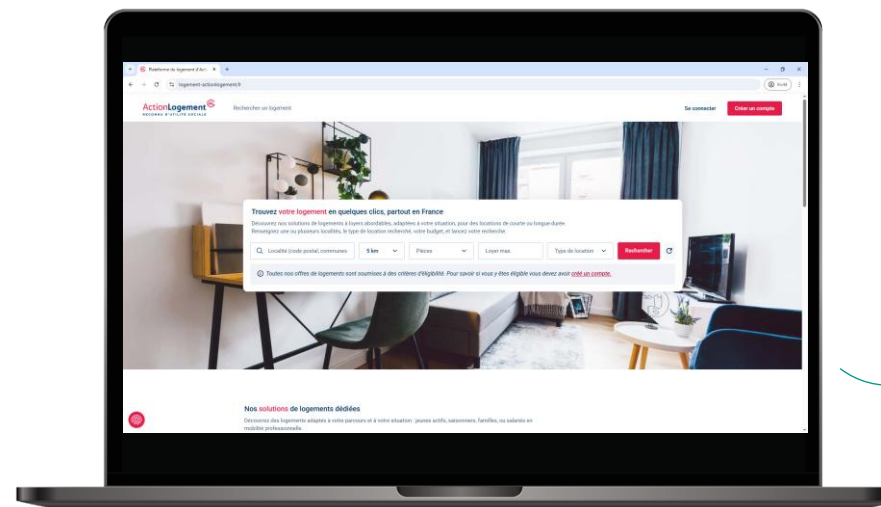 Plateforme du logement d'Act
logement-actionlogement.fr
Invité
ActionLogement
RECONNU D'UTILITÉ SOCIALE
Rechercher un logement
Se connecter
Créer un compte
Trouvez votre logement en quelques clics, partout en France
Découvrez nos solutions de logements à loyers abordables, adaptées à votre situation, pour des locations de courte ou longue durée.
Renseignez une ou plusieurs localités, le type de location recherché, votre budget, et lancez votre recherche.
Localité (code postal, communes
5 km
Pièces
Loyer max
Type de location
Rechercher
Toutes nos offres de logements sont soumises à des critères d'éligibilité. Pour savoir si vous y êtes éligible vous devez avoir créé un compte.
Nos solutions de logements dédiées
Découvrez des logements adaptés à votre parcours et à votre situation : jeunes actifs, saisonniers, familles, ou salariés en
mobilité professionnelle.